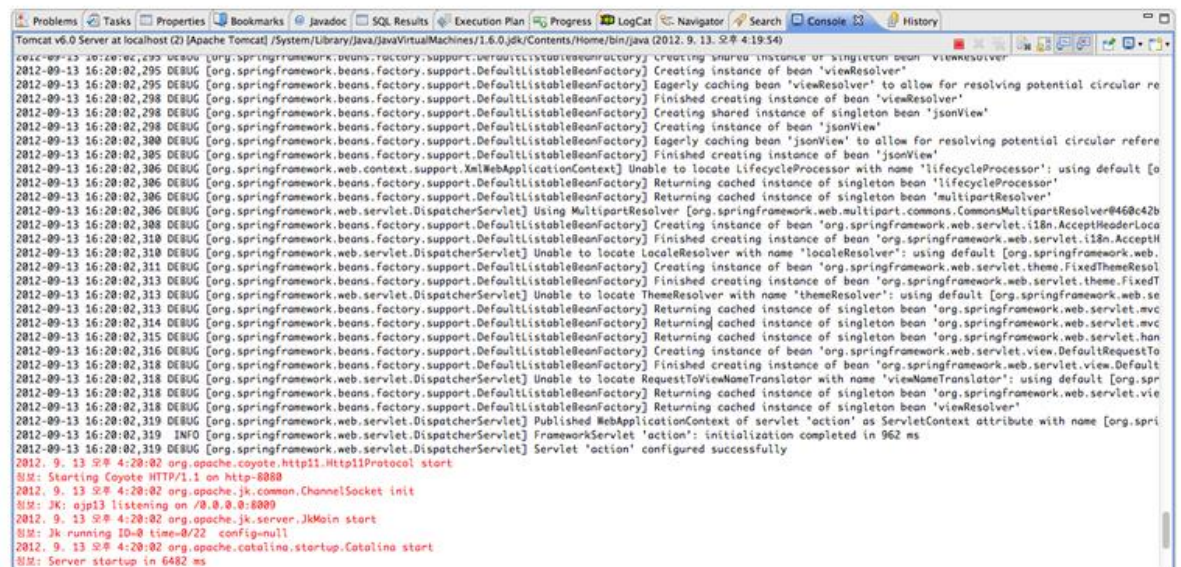 Problems Tasks Properties Bookmarks Javadoc SQL Results Execution Plan Progress LogCat Navigator Search Console History
Tomcat v6.0 Server at localhost (2) [Apache Tomcat] /System/Library/Java/JavaVirtualMachines/1.6.0.jdk/Contents/Home/bin/java (2012. 9. 13. 오후 4:19:54)
2012-09-13 16:20:02,295 DEBUG [org.springframework.beans.factory.support.DefaultListableBeanFactory] Creating shared instance of singleton bean 'viewResolver'
2012-09-13 16:20:02,295 DEBUG [org.springframework.beans.factory.support.DefaultListableBeanFactory] Creating instance of bean 'viewResolver'
2012-09-13 16:20:02,295 DEBUG [org.springframework.beans.factory.support.DefaultListableBeanFactory] Eagerly caching bean 'viewResolver' to allow for resolving potential circular re
2012-09-13 16:20:02,298 DEBUG [org.springframework.beans.factory.support.DefaultListableBeanFactory] Finished creating instance of bean 'viewResolver'
2012-09-13 16:20:02,298 DEBUG [org.springframework.beans.factory.support.DefaultListableBeanFactory] Creating shared instance of singleton bean 'jsonView'
2012-09-13 16:20:02,298 DEBUG [org.springframework.beans.factory.support.DefaultListableBeanFactory] Creating instance of bean 'jsonView'
2012-09-13 16:20:02,300 DEBUG [org.springframework.beans.factory.support.DefaultListableBeanFactory] Eagerly caching bean 'jsonView' to allow for resolving potential circular refere
2012-09-13 16:20:02,305 DEBUG [org.springframework.beans.factory.support.DefaultListableBeanFactory] Finished creating instance of bean 'jsonView'
2012-09-13 16:20:02,306 DEBUG [org.springframework.web.context.support.XmlWebApplicationContext] Unable to locate LifecycleProcessor with name 'lifecycleProcessor': using default [o
2012-09-13 16:20:02,306 DEBUG [org.springframework.beans.factory.support.DefaultListableBeanFactory] Returning cached instance of singleton bean 'lifecycleProcessor'
2012-09-13 16:20:02,306 DEBUG [org.springframework.beans.factory.support.DefaultListableBeanFactory] Returning cached instance of singleton bean 'multipartResolver'
2012-09-13 16:20:02,306 DEBUG [org.springframework.web.servlet.DispatcherServlet] Using MultipartResolver [org.springframework.web.multipart.commons.CommonsMultipartResolver@460c42b
2012-09-13 16:20:02,308 DEBUG [org.springframework.beans.factory.support.DefaultListableBeanFactory] Creating instance of bean 'org.springframework.web.servlet.i18n.AcceptHeaderLoca
2012-09-13 16:20:02,310 DEBUG [org.springframework.beans.factory.support.DefaultListableBeanFactory] Finished creating instance of bean 'org.springframework.web.servlet.i18n.AcceptH
2012-09-13 16:20:02,310 DEBUG [org.springframework.web.servlet.DispatcherServlet] Unable to locate LocaleResolver with name 'localeResolver': using default [org.springframework.web.
2012-09-13 16:20:02,311 DEBUG [org.springframework.beans.factory.support.DefaultListableBeanFactory] Creating instance of bean 'org.springframework.web.servlet.theme.FixedThemeResol
2012-09-13 16:20:02,313 DEBUG [org.springframework.beans.factory.support.DefaultListableBeanFactory] Finished creating instance of bean 'org.springframework.web.servlet.theme.FixedT
2012-09-13 16:20:02,313 DEBUG [org.springframework.web.servlet.DispatcherServlet] Unable to locate ThemeResolver with name 'themeResolver': using default [org.springframework.web.se
2012-09-13 16:20:02,313 DEBUG [org.springframework.beans.factory.support.DefaultListableBeanFactory] Returning cached instance of singleton bean 'org.springframework.web.servlet.mvc
2012-09-13 16:20:02,314 DEBUG [org.springframework.beans.factory.support.DefaultListableBeanFactory] Returning cached instance of singleton bean 'org.springframework.web.servlet.mvc
2012-09-13 16:20:02,315 DEBUG [org.springframework.beans.factory.support.DefaultListableBeanFactory] Returning cached instance of singleton bean 'org.springframework.web.servlet.han
2012-09-13 16:20:02,316 DEBUG [org.springframework.beans.factory.support.DefaultListableBeanFactory] Creating instance of bean 'org.springframework.web.servlet.view.DefaultRequestTo
2012-09-13 16:20:02,318 DEBUG [org.springframework.beans.factory.support.DefaultListableBeanFactory] Finished creating instance of bean 'org.springframework.web.servlet.view.Default
2012-09-13 16:20:02,318 DEBUG [org.springframework.web.servlet.DispatcherServlet] Unable to locate RequestToViewNameTranslator with name 'viewNameTranslator': using default [org.spr
2012-09-13 16:20:02,318 DEBUG [org.springframework.beans.factory.support.DefaultListableBeanFactory] Returning cached instance of singleton bean 'org.springframework.web.servlet.vie
2012-09-13 16:20:02,318 DEBUG [org.springframework.beans.factory.support.DefaultListableBeanFactory] Returning cached instance of singleton bean 'viewResolver'
2012-09-13 16:20:02,319 DEBUG [org.springframework.web.servlet.DispatcherServlet] Published WebApplicationContext of servlet 'action' as ServletContext attribute with name [org.spri
2012-09-13 16:20:02,319 INFO [org.springframework.web.servlet.DispatcherServlet] FrameworkServlet 'action': initialization completed in 962 ms
2012-09-13 16:20:02,319 DEBUG [org.springframework.web.servlet.DispatcherServlet] Servlet 'action' configured successfully
2012. 9. 13 오후 4:20:02 org.apache.coyote.http11.Http11Protocol start
정보: Starting Coyote HTTP/1.1 on http-8080
2012. 9. 13 오후 4:20:02 org.apache.jk.common.ChannelSocket init
정보: JK: ajp13 listening on /0.0.0.0:8009
2012. 9. 13 오후 4:20:02 org.apache.jk.server.JkMain start
정보: Jk running ID=0 time=0/22 config=null
2012. 9. 13 오후 4:20:02 org.apache.catalina.startup.Catalina start
정보: Server startup in 6482 ms